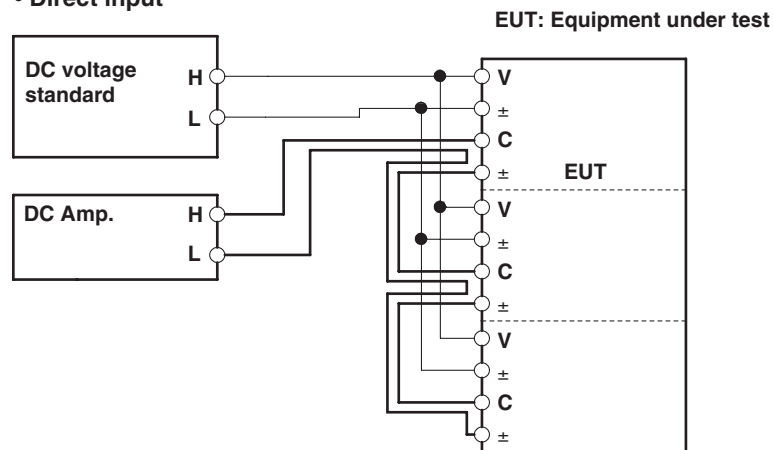 • Direct input
EUT: Equipment under test
DC voltage
standard
H
L
DC Amp.
H
L
V
±
C
±
EUT
V
±
C
±
V
±
C
±